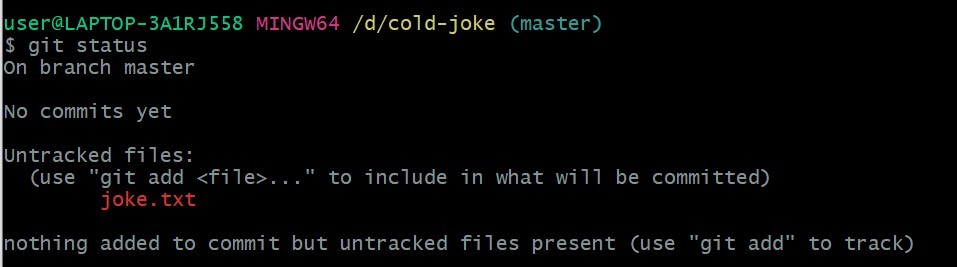 user@LAPTOP-3A1RJ558 MINGW64 /d/cold-joke (master)
$ git status
On branch master
No commits yet
Untracked files:
(use "git add <file>..." to include in what will be committed)
joke.txt
nothing added to commit but untracked files present (use "git add" to track)